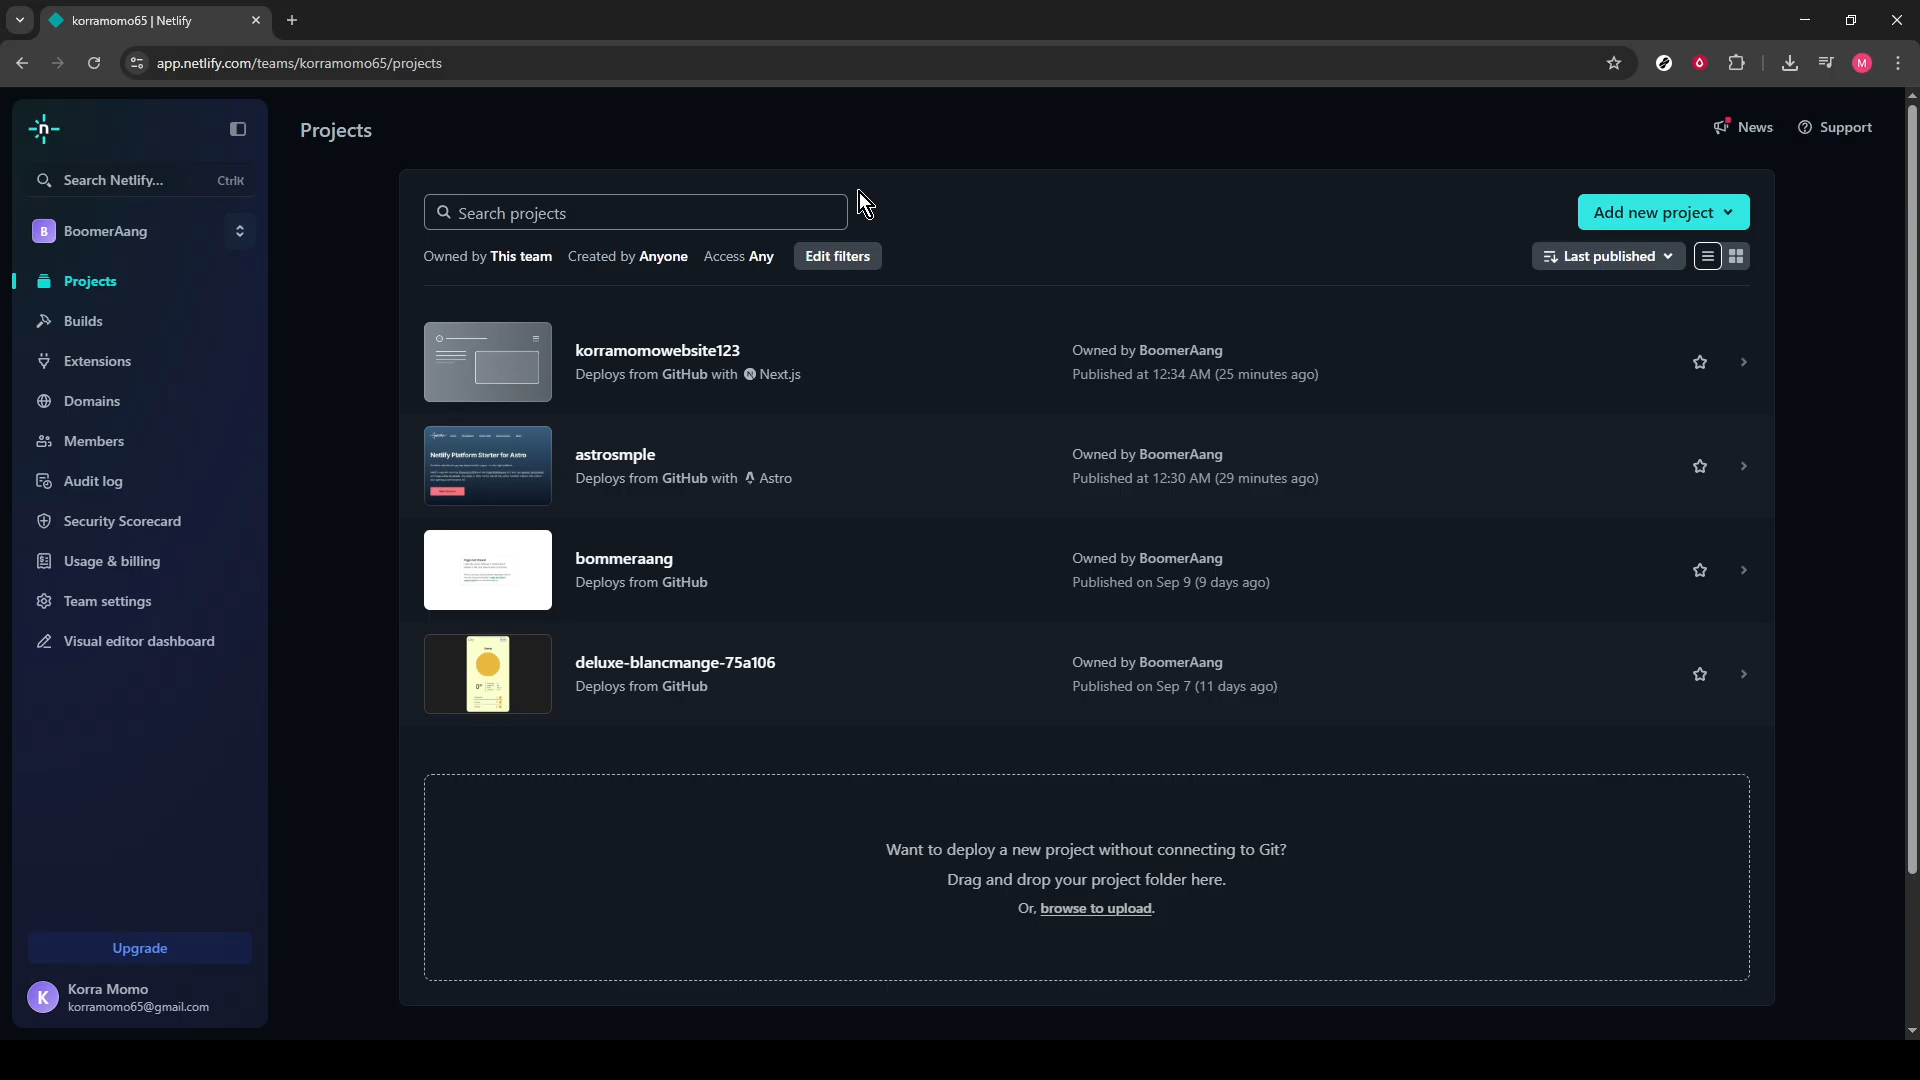 korramomo65 | Netlify
app.netlify.com/teams/korramomo65/projects
M
n
Search Netlify...
CtrlK
B
BoomerAang
Projects
Builds
Extensions
Domains
Members
Audit log
Security Scorecard
Usage & billing
Team settings
Visual editor dashboard
Upgrade
K
Korra Momo
korramomo65@gmail.com
Projects
News
Support
Search projects
Add new project
Owned by This team
Created by Anyone
Access Any
Edit filters
Last published
korramomowebsite123
Deploys from GitHub with N Next.js
Owned by BoomerAang
Published at 12:34 AM (25 minutes ago)
Netlify Platform Starter for Astro
astrosmple
Deploys from GitHub with Astro
Owned by BoomerAang
Published at 12:30 AM (29 minutes ago)
bommeraang
Deploys from GitHub
Owned by BoomerAang
Published on Sep 9 (9 days ago)
0°
deluxe-blancmange-75a106
Deploys from GitHub
Owned by BoomerAang
Published on Sep 7 (11 days ago)
Want to deploy a new project without connecting to Git?
Drag and drop your project folder here.
Or, browse to upload.